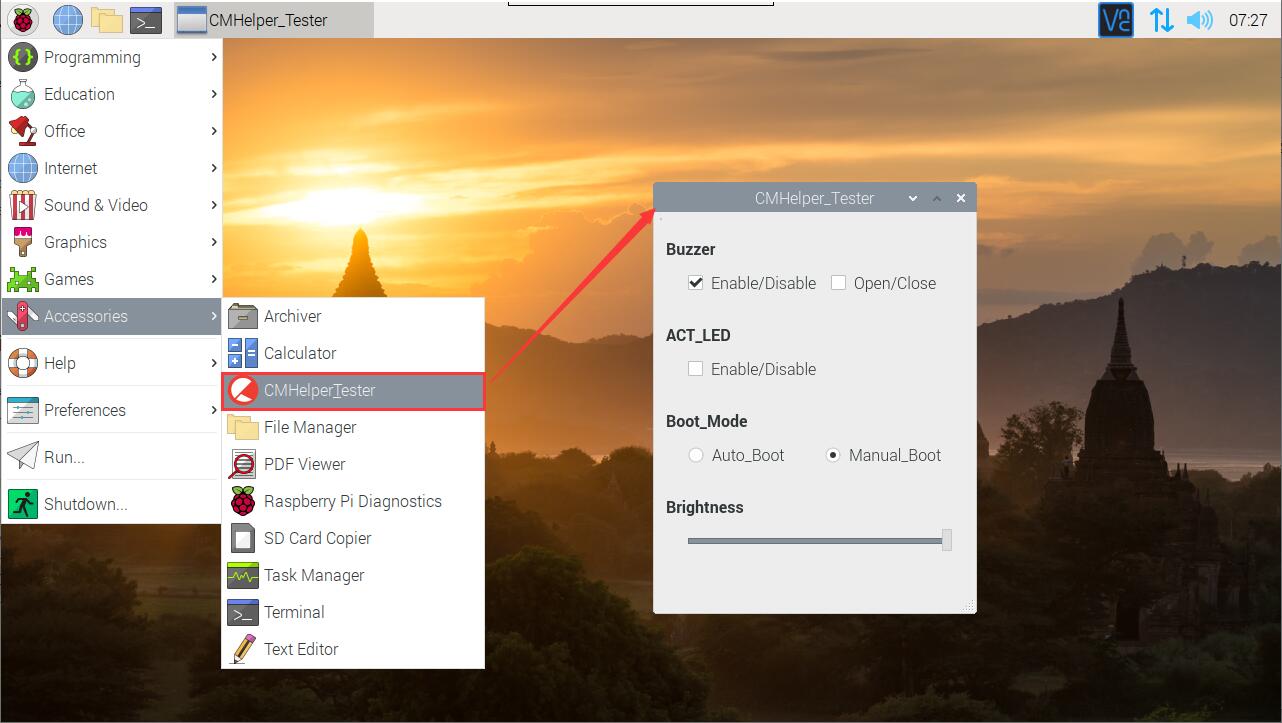 CMHelper_Tester
07:27
Programming
Education
Office
Internet
Sound & Video
Graphics
Games
Accessories
Help
Preferences
Run...
Shutdown...
Archiver
Calculator
CMHelperTester
File Manager
PDF Viewer
Raspberry Pi Diagnostics
SD Card Copier
Task Manager
Terminal
Text Editor
CMHelper_Tester
Buzzer
Enable/Disable Open/Close
ACT_LED
Enable/Disable
Boot_Mode
Auto_Boot Manual_Boot
Brightness